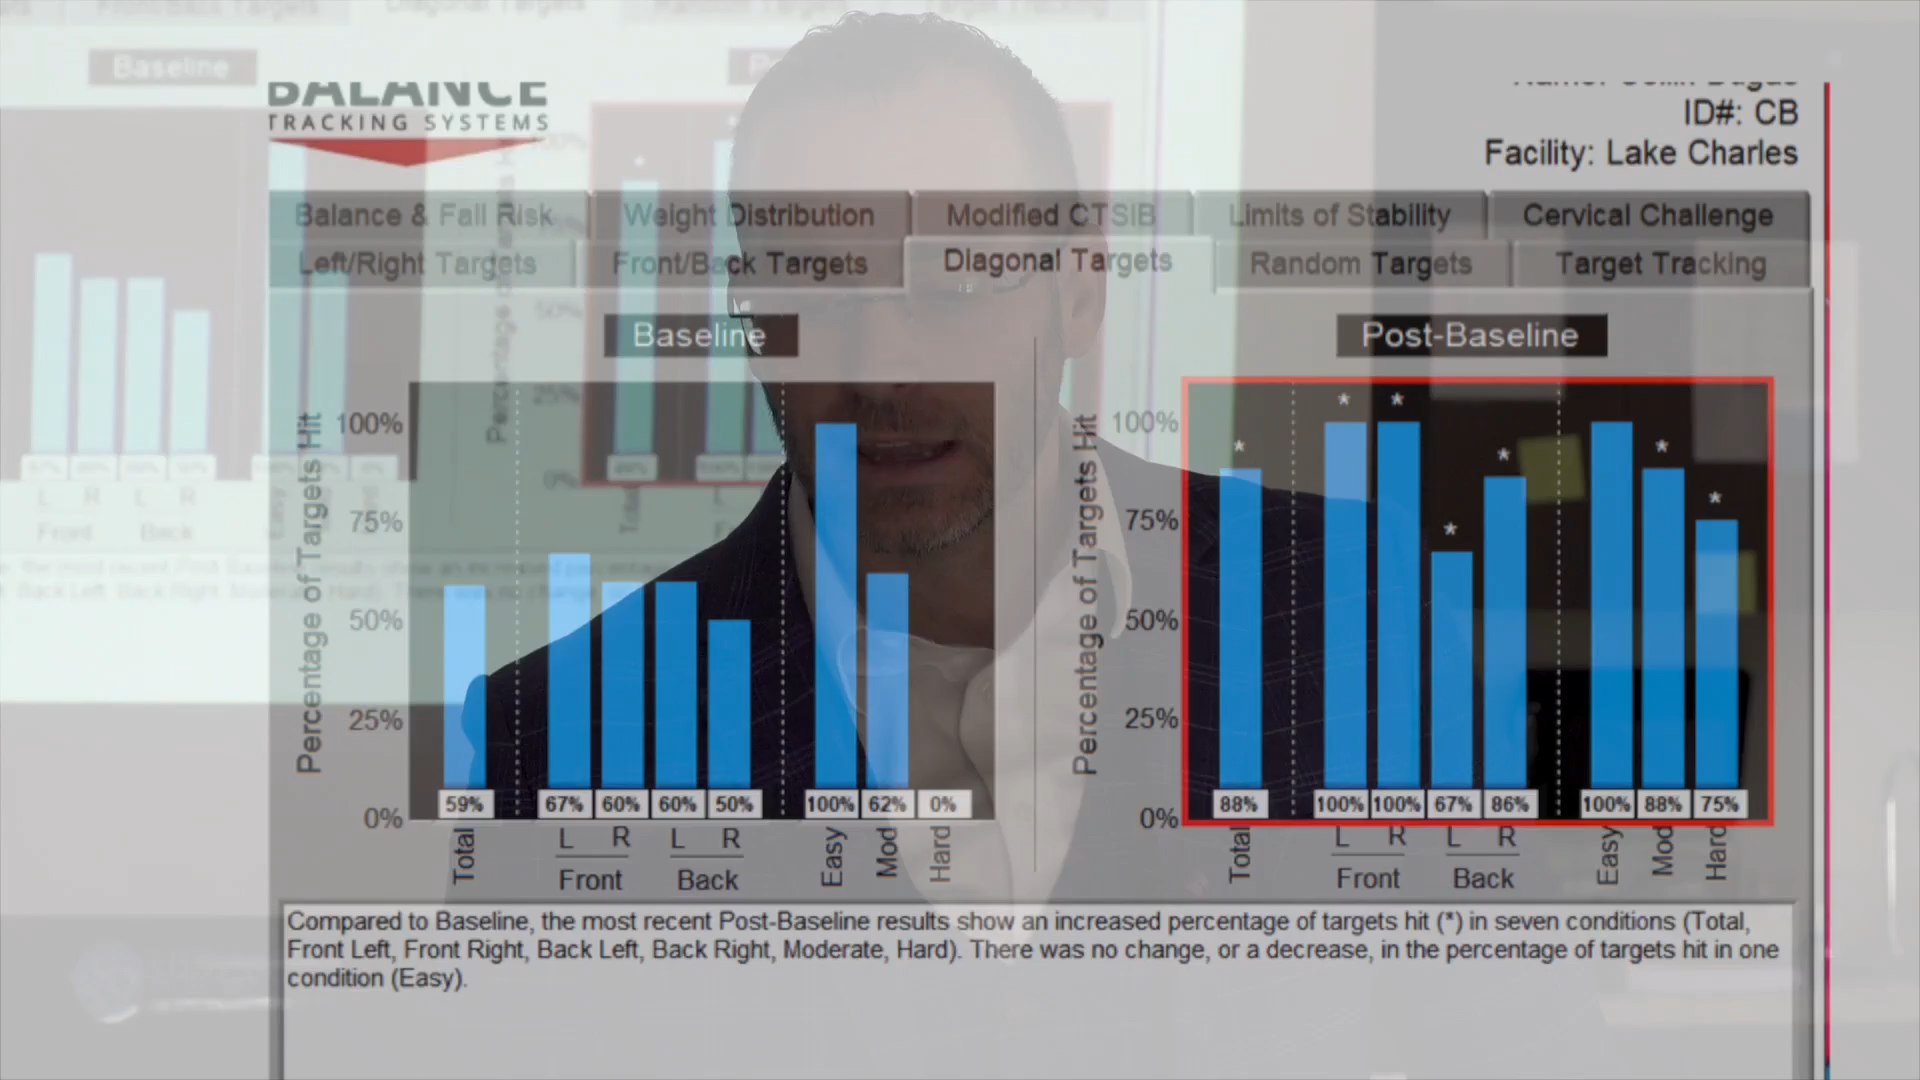 BALANCE
TRACKING SYSTEMS
ID#: CB
Facility: Lake Charles
Balance & Fall Risk
Weight Distribution
Modified CTSIB
Limits of Stability
Cervical Challenge
Left/Right Targets
Front/Back Targets
Diagonal Targets
Random Targets
Target Tracking
Baseline
Percentage of Targets Hit
100%
75%
50%
25%
0%
59% 67% 60% 60% 50% 100% 62% 0%
Total L R L R Easy Mod Hard
Front Back
Post-Baseline
Percentage of Targets Hit
100%
75%
50%
25%
0%
88% 100% 100% 67% 86% 100% 88% 75%
Total L R L R Easy Mod Hard
Front Back
* * * * * * *
Compared to Baseline, the most recent Post-Baseline results show an increased percentage of targets hit (*) in seven conditions (Total,
Front Left, Front Right, Back Left, Back Right, Moderate, Hard). There was no change, or a decrease, in the percentage of targets hit in one
condition (Easy).
Baseline